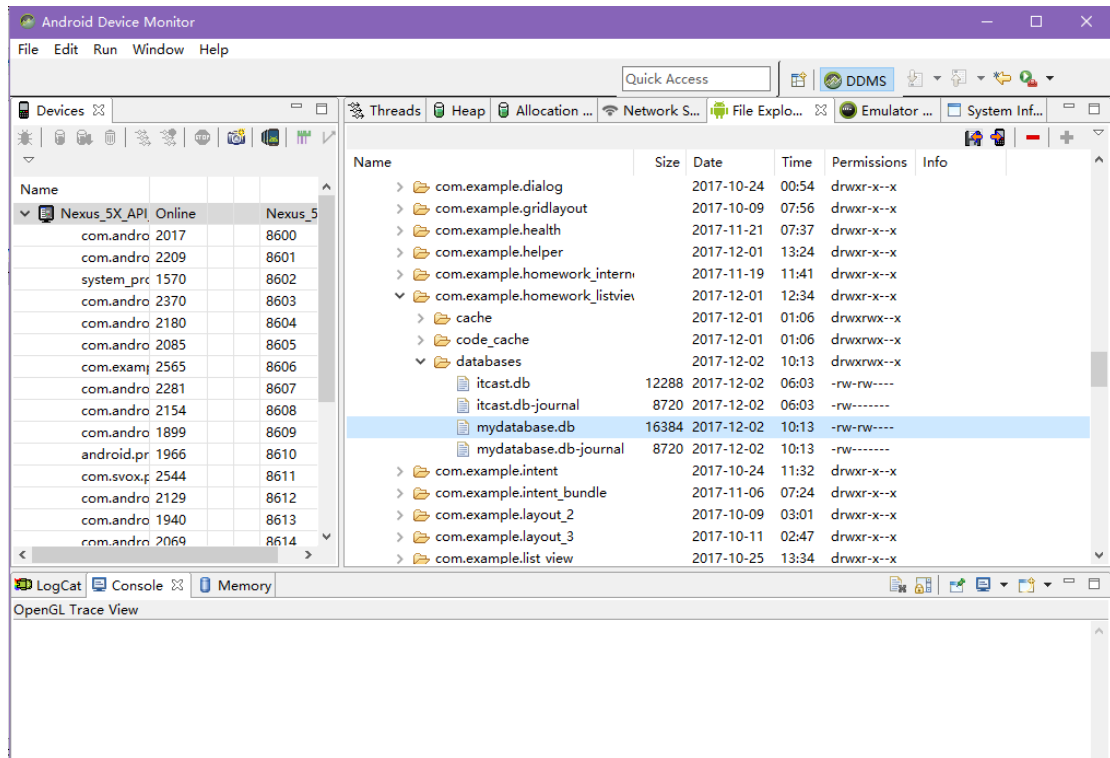 Android Device Monitor
File Edit Run Window Help
Quick Access DDMS
Devices
Name
Nexus_5X_API_ Online Nexus_5
com.andro 2017 8600
com.andro 2209 8601
system_pro 1570 8602
com.andro 2370 8603
com.andro 2180 8604
com.andro 2085 8605
com.examp 2565 8606
com.andro 2281 8607
com.andro 2154 8608
com.andro 1899 8609
android.pr 1966 8610
com.svox.p 2544 8611
com.andro 2129 8612
com.andro 1940 8613
com.andro 2069 8614
Threads Heap Allocation ... Network S... File Explo... Emulator ... System Inf...
Name Size Date Time Permissions Info
com.example.dialog 2017-10-24 00:54 drwxr-x--x
com.example.gridlayout 2017-10-09 07:56 drwxr-x--x
com.example.health 2017-11-21 07:37 drwxr-x--x
com.example.helper 2017-12-01 13:24 drwxr-x--x
com.example.homework_intern 2017-11-19 11:41 drwxr-x--x
com.example.homework_listview 2017-12-01 12:34 drwxr-x--x
cache 2017-12-01 01:06 drwxrwx--x
code_cache 2017-12-01 01:06 drwxrwx--x
databases 2017-12-02 10:13 drwxrwx--x
itcast.db 12288 2017-12-02 06:03 -rw-rw----
itcast.db-journal 8720 2017-12-02 06:03 -rw-------
mydatabase.db 16384 2017-12-02 10:13 -rw-rw----
mydatabase.db-journal 8720 2017-12-02 10:13 -rw-------
com.example.intent 2017-10-24 11:32 drwxr-x--x
com.example.intent_bundle 2017-11-06 07:24 drwxr-x--x
com.example.layout_2 2017-10-09 03:01 drwxr-x--x
com.example.layout_3 2017-10-11 02:47 drwxr-x--x
com.example.list view 2017-10-25 13:34 drwxr-x--x
LogCat Console Memory
OpenGL Trace View